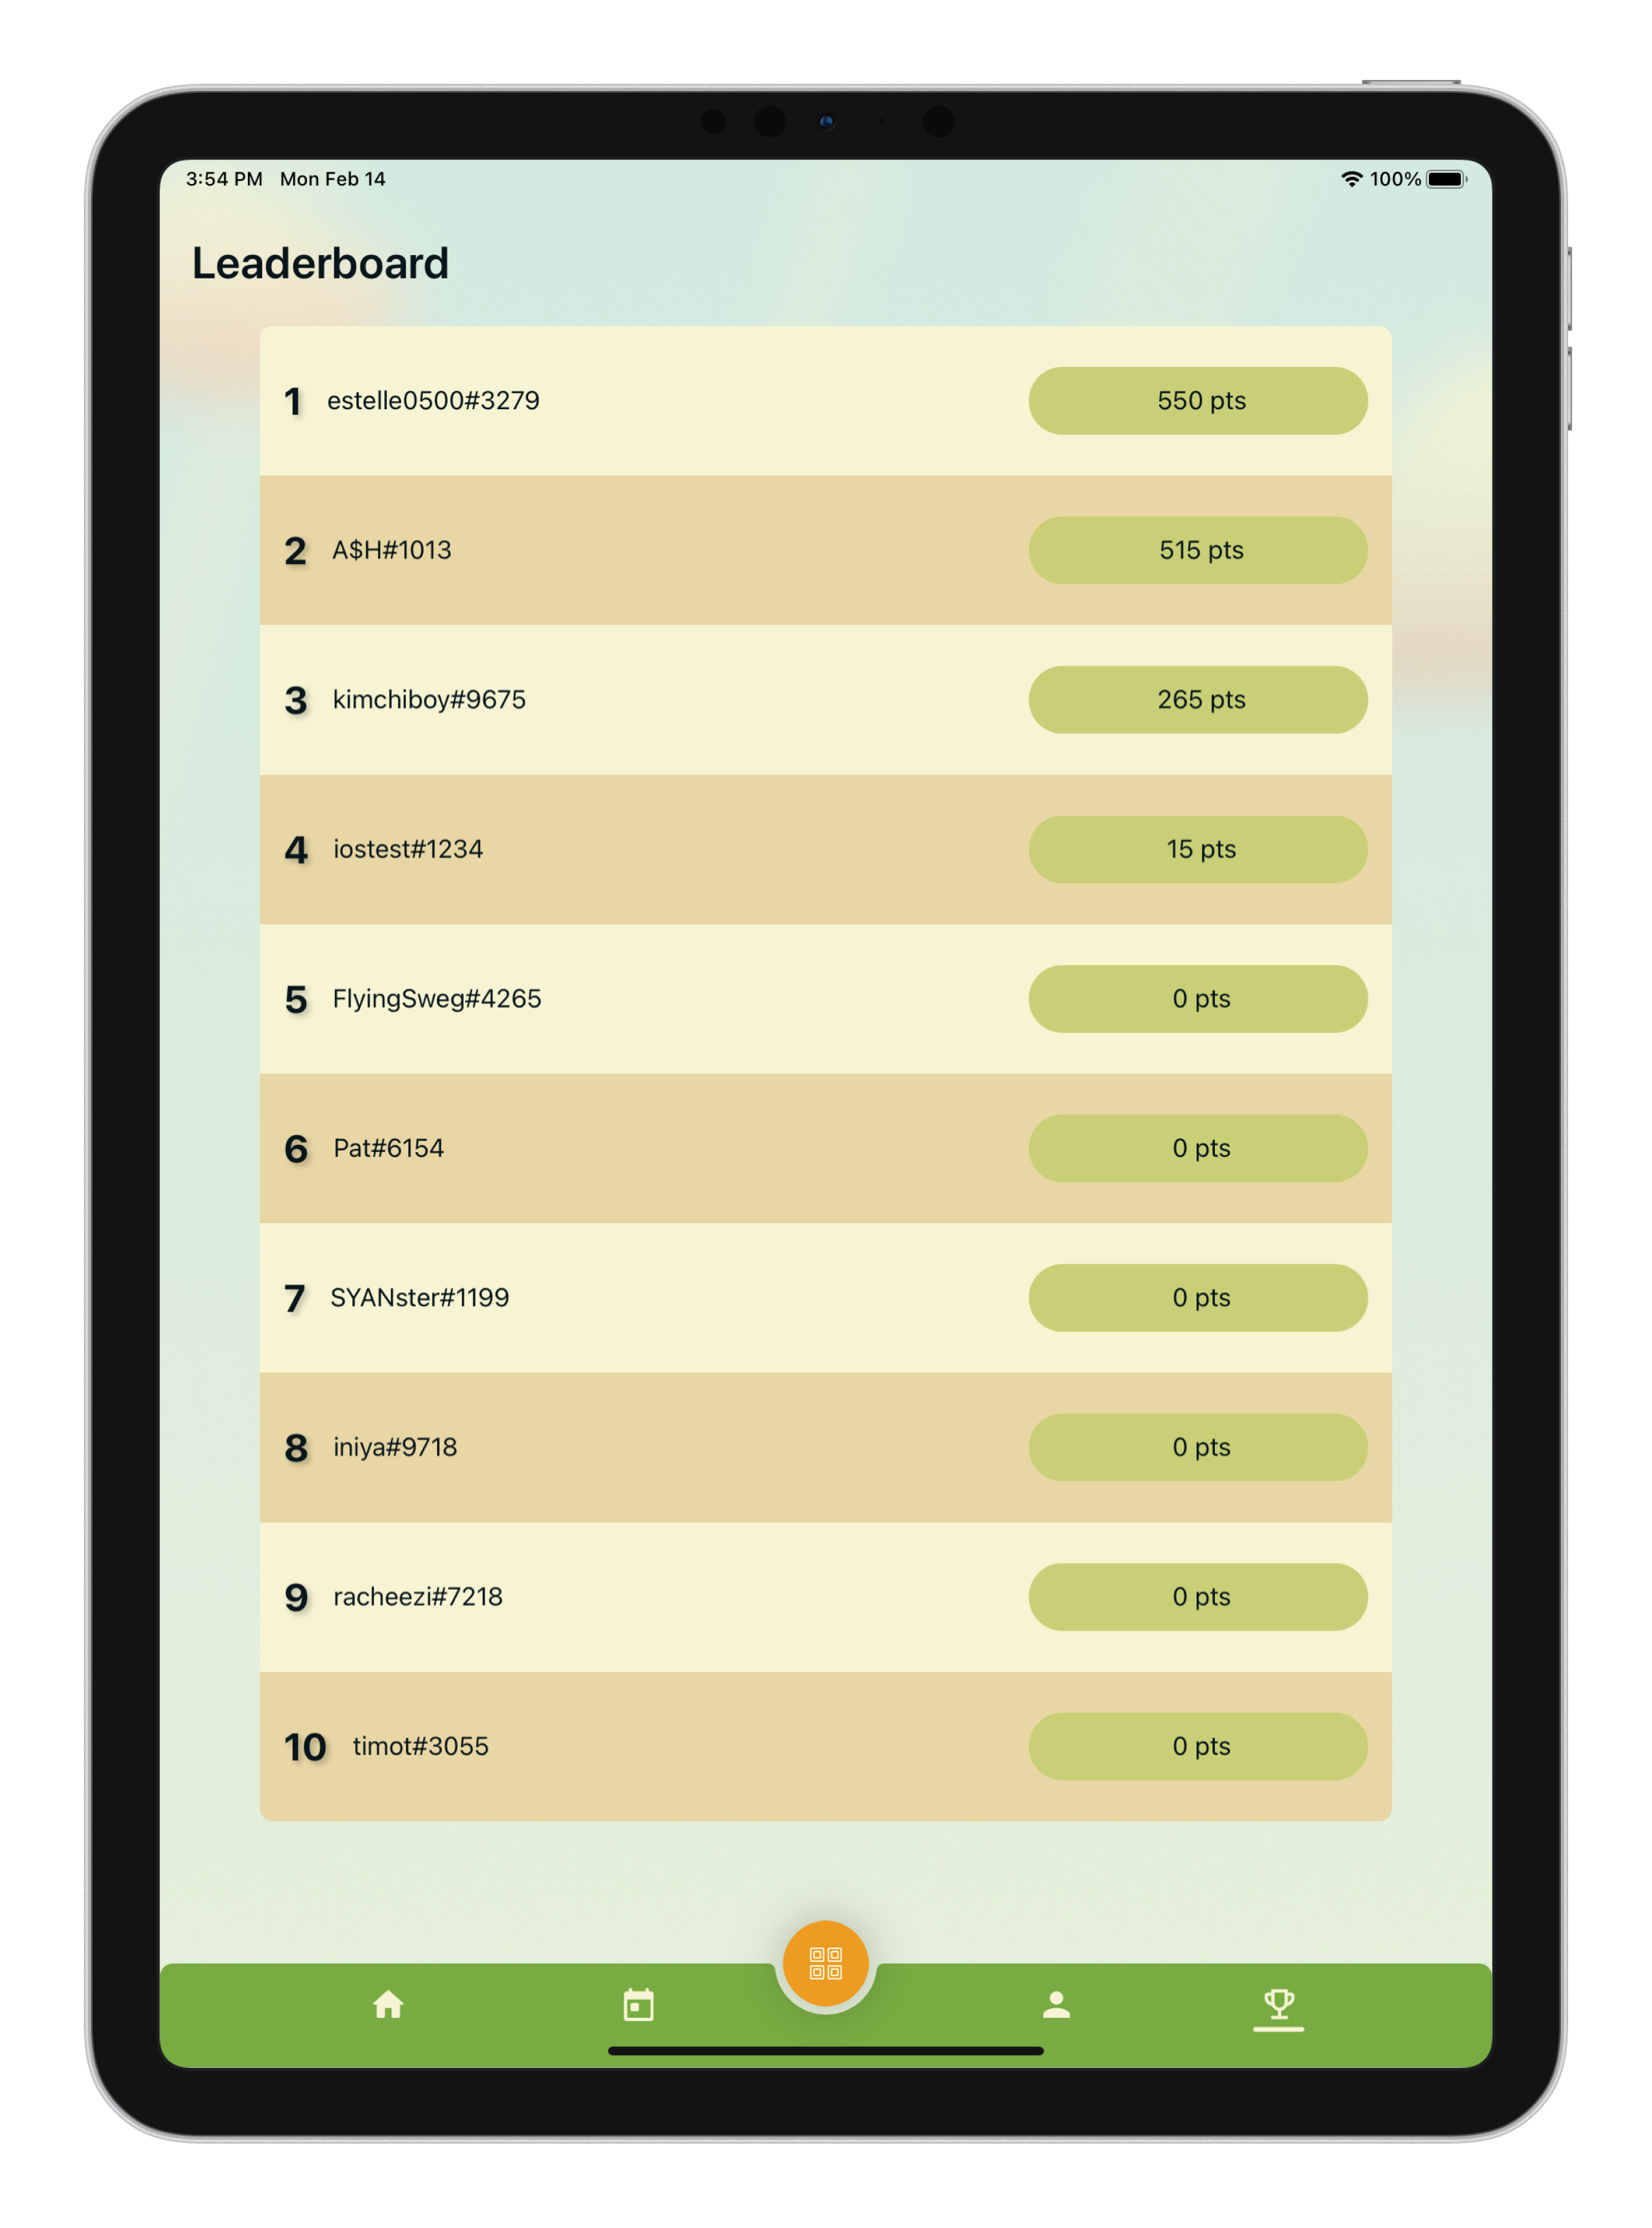 3:54 PM Mon Feb 14 100%
Leaderboard
1 estelle0500#3279 550 pts
2 A$H#1013 515 pts
3 kimchiboy#9675 265 pts
4 iostest#1234 15 pts
5 FlyingSweg#4265 0 pts
6 Pat#6154 0 pts
7 SYANster#1199 0 pts
8 iniya#9718 0 pts
9 racheezi#7218 0 pts
10 timot#3055 0 pts